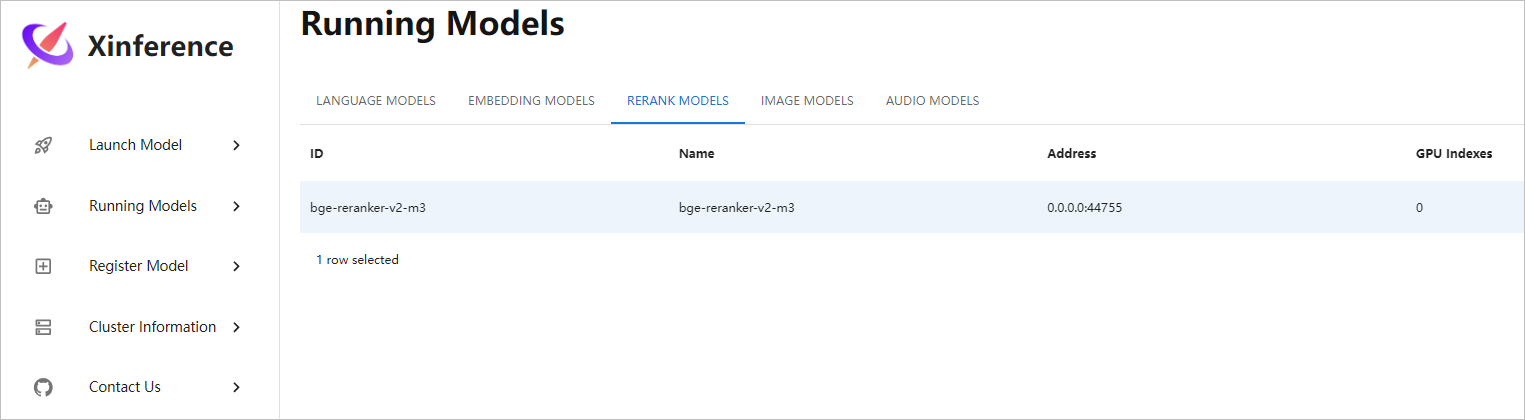 Xinference
Launch Model
Running Models
Register Model
Cluster Information
Contact Us
Running Models
LANGUAGE MODELS EMBEDDING MODELS RERANK MODELS IMAGE MODELS AUDIO MODELS
ID Name Address GPU Indexes
bge-reranker-v2-m3 bge-reranker-v2-m3 0.0.0.0:44755 0
1 row selected